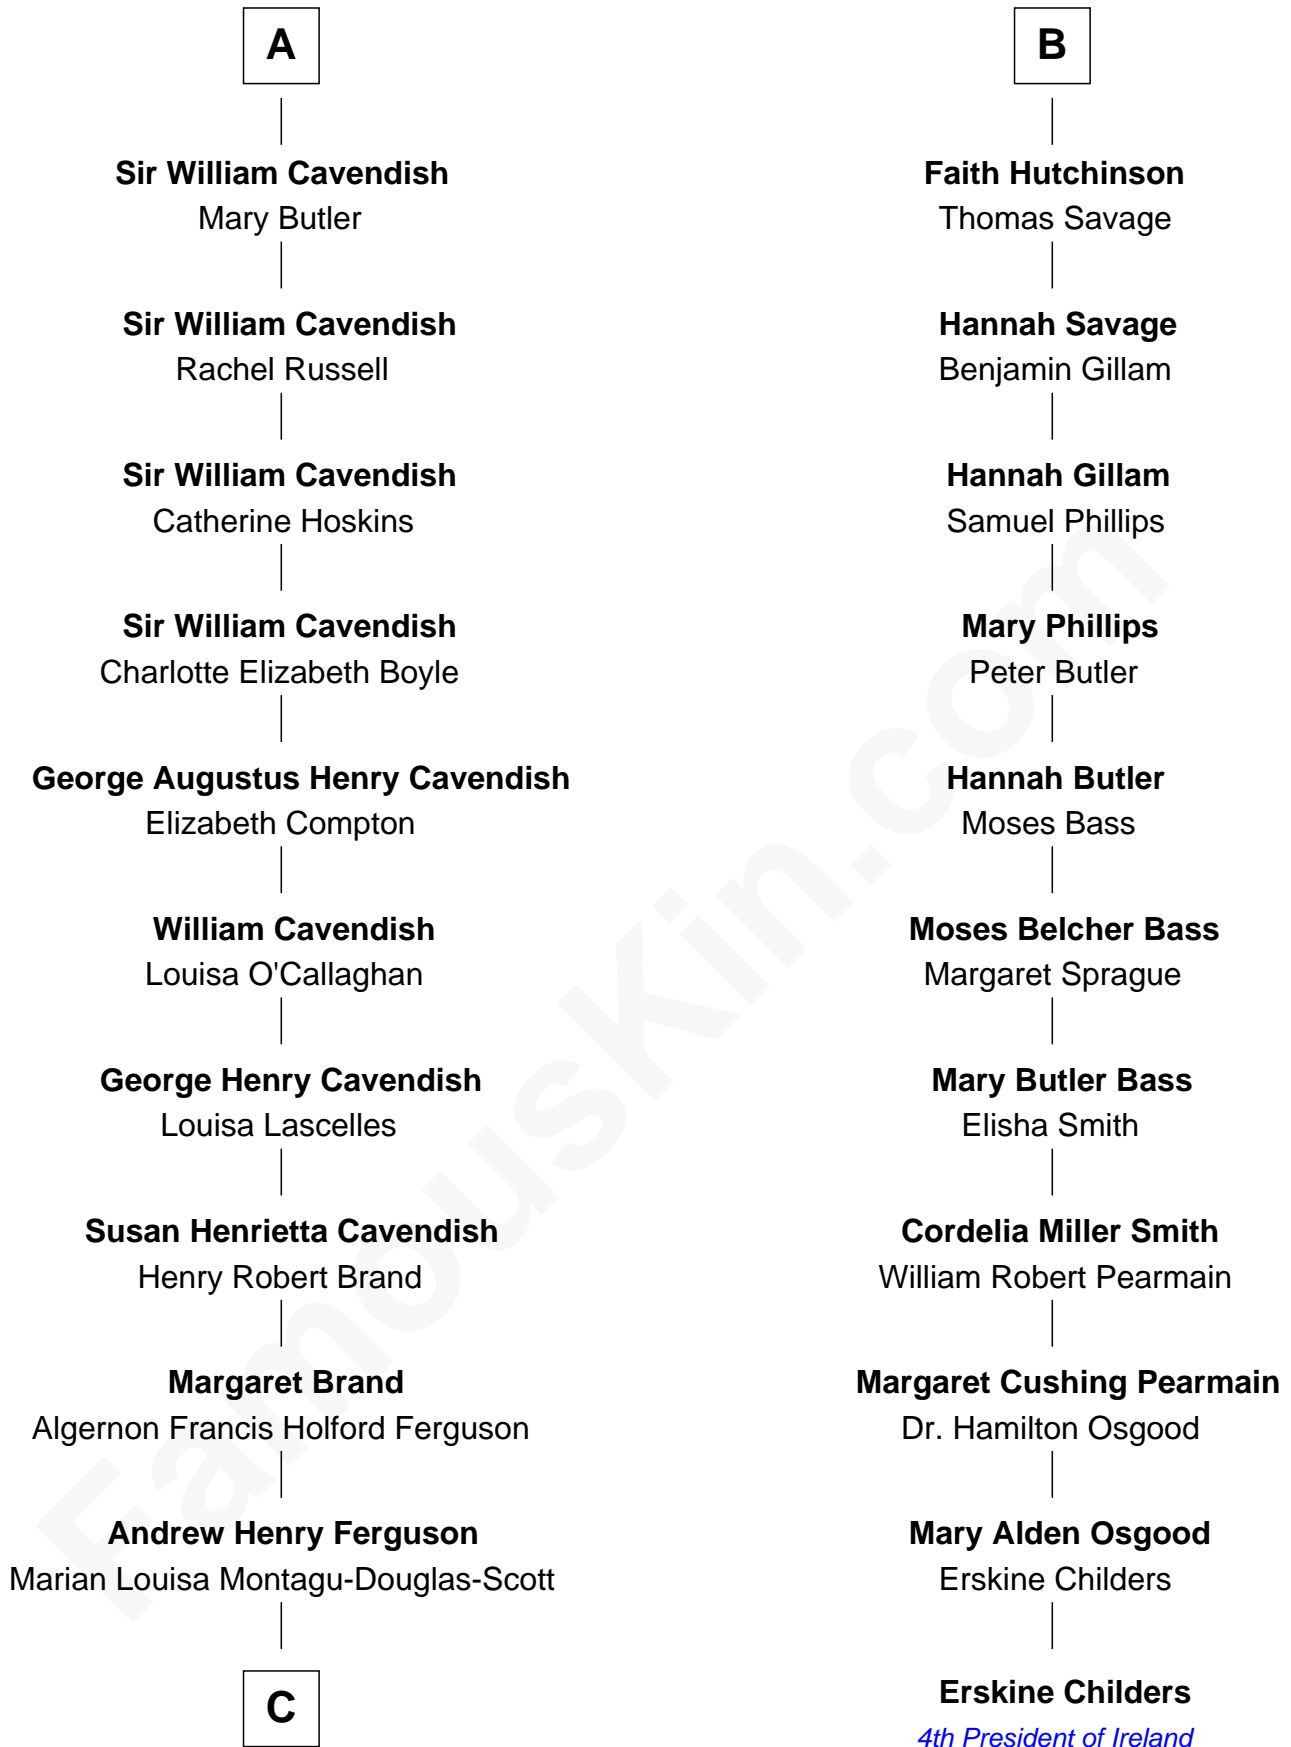 A
Sir William Cavendish
Mary Butler
Sir William Cavendish
Rachel Russell
Sir William Cavendish
Catherine Hoskins
Sir William Cavendish
Charlotte Elizabeth Boyle
George Augustus Henry Cavendish
Elizabeth Compton
William Cavendish
Louisa O'Callaghan
George Henry Cavendish
Louisa Lascelles
Susan Henrietta Cavendish
Henry Robert Brand
Margaret Brand
Algernon Francis Holford Ferguson
Andrew Henry Ferguson
Marian Louisa Montagu-Douglas-Scott
C
B
Faith Hutchinson
Thomas Savage
Hannah Savage
Benjamin Gillam
Hannah Gillam
Samuel Phillips
Mary Phillips
Peter Butler
Hannah Butler
Moses Bass
Moses Belcher Bass
Margaret Sprague
Mary Butler Bass
Elisha Smith
Cordelia Miller Smith
William Robert Pearmain
Margaret Cushing Pearmain
Dr. Hamilton Osgood
Mary Alden Osgood
Erskine Childers
Erskine Childers
4th President of Ireland
FamousKin.com